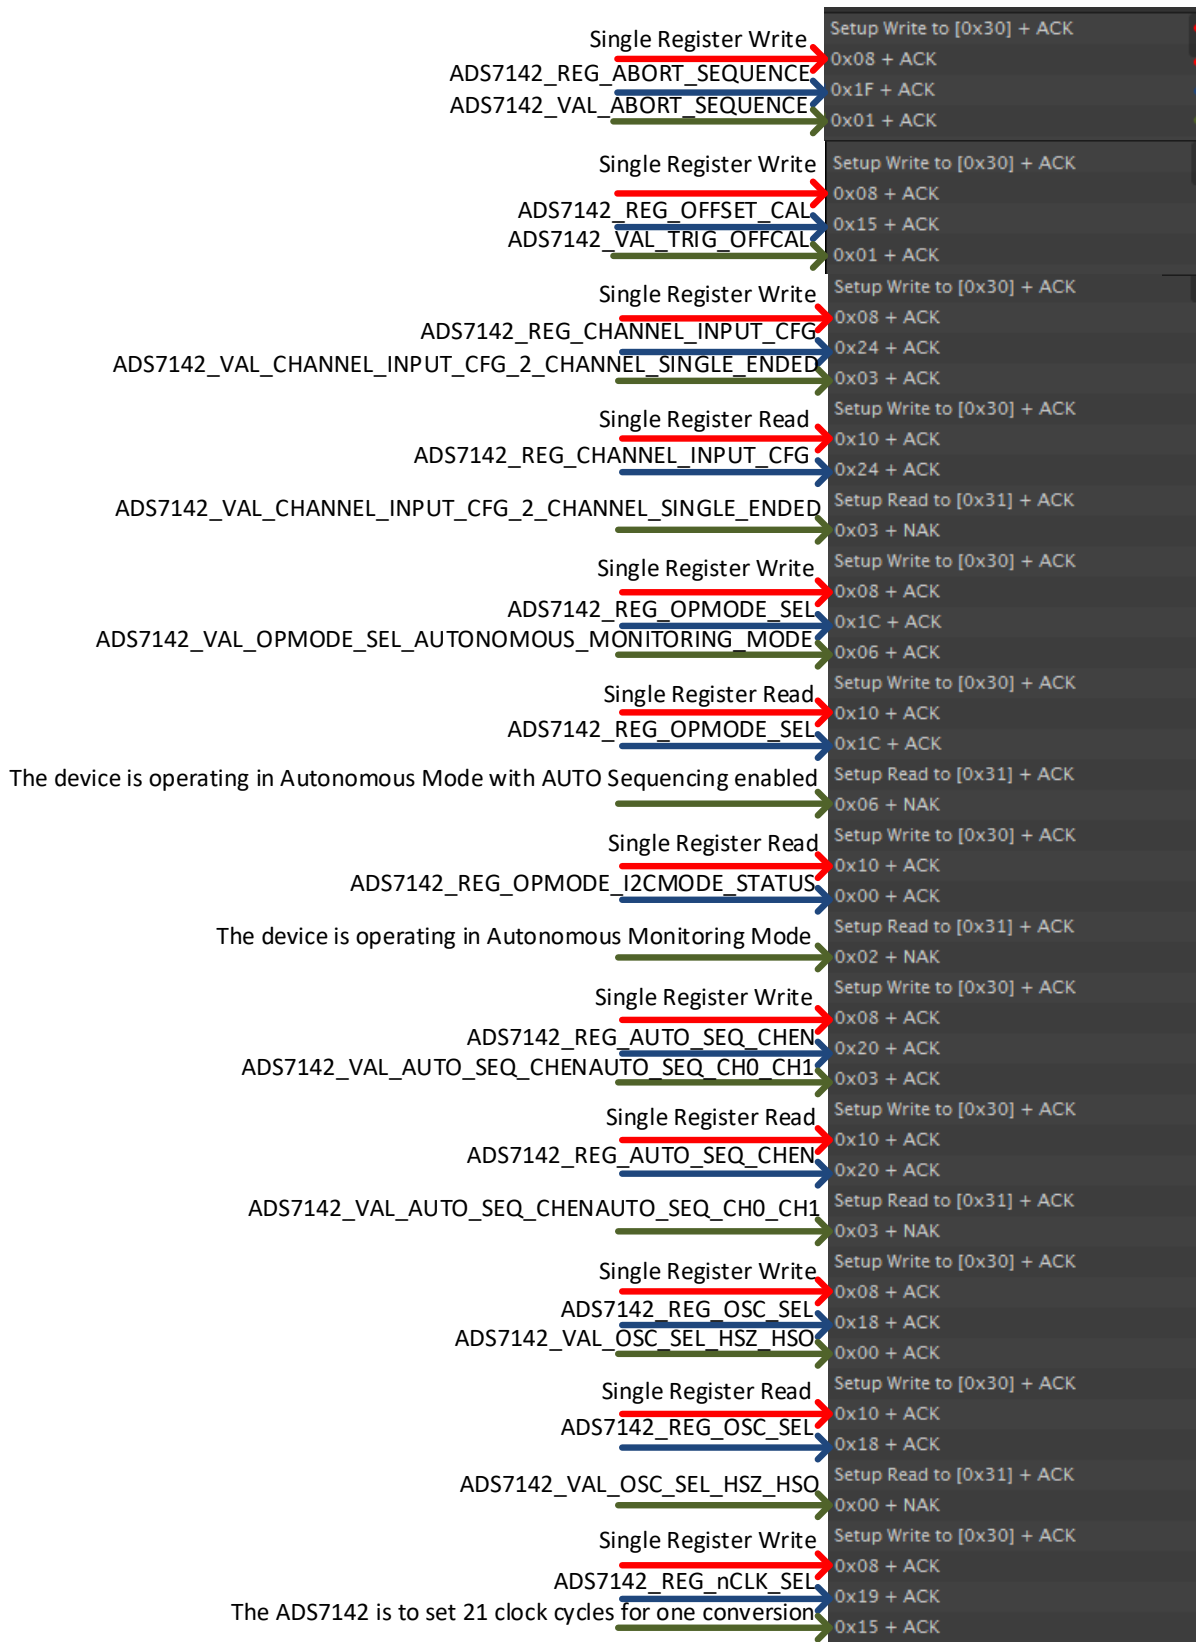 Setup Write to [0x30] + ACK
Single Register Write
0x08 + ACK
ADS7142_REG_ABORT_SEQUENCE
0x1F + ACK
ADS7142_VAL_ABORT_SEQUENCE
0x01 + ACK
Single Register Write
Setup Write to [0x30] + ACK
0x08 + ACK
ADS7142_REG_OFFSET_CAL
0x15 + ACK
ADS7142_VAL_TRIG_OFFCAL
0x01 + ACK
Setup Write to [0x30] + ACK
Single Register Write
0x08 + ACK
ADS7142_REG_CHANNEL_INPUT_CFG
0x24 + ACK
ADS7142_VAL_CHANNEL_INPUT_CFG_2_CHANNEL_SINGLE_ENDED
0x03 + ACK
Setup Write to [0x30] + ACK
Single Register Read
0x10 + ACK
ADS7142_REG_CHANNEL_INPUT_CFG
0x24 + ACK
Setup Read to [0x31] + ACK
ADS7142_VAL_CHANNEL_INPUT_CFG_2_CHANNEL_SINGLE_ENDED
0x03 + NAK
Setup Write to [0x30] + ACK
Single Register Write
0x08 + ACK
ADS7142_REG_OPMODE_SEL
0x1C + ACK
ADS7142_VAL_OPMODE_SEL_AUTONOMOUS_MONITORING_MODE
0x06 + ACK
Setup Write to [0x30] + ACK
Single Register Read
0x10 + ACK
ADS7142_REG_OPMODE_SEL
0x1C + ACK
Setup Read to [0x31] + ACK
The device is operating in Autonomous Mode with AUTO Sequencing enabled
0x06 + NAK
Setup Write to [0x30] + ACK
Single Register Read
0x10 + ACK
ADS7142_REG_OPMODE_I2CMODE_STATUS
0x00 + ACK
Setup Read to [0x31] + ACK
The device is operating in Autonomous Monitoring Mode
0x02 + NAK
Setup Write to [0x30] + ACK
Single Register Write
0x08 + ACK
ADS7142_REG_AUTO_SEQ_CHEN
0x20 + ACK
ADS7142_VAL_AUTO_SEQ_CHENAUTO_SEQ_CH0_CH1
0x03 + ACK
Setup Write to [0x30] + ACK
Single Register Read
0x10 + ACK
ADS7142_REG_AUTO_SEQ_CHEN
0x20 + ACK
Setup Read to [0x31] + ACK
ADS7142_VAL_AUTO_SEQ_CHENAUTO_SEQ_CH0_CH1
0x03 + NAK
Setup Write to [0x30] + ACK
Single Register Write
0x08 + ACK
ADS7142_REG_OSC_SEL
0x18 + ACK
ADS7142_VAL_OSC_SEL_HSZ_HSO
0x00 + ACK
Setup Write to [0x30] + ACK
Single Register Read
0x10 + ACK
ADS7142_REG_OSC_SEL
0x18 + ACK
Setup Read to [0x31] + ACK
ADS7142_VAL_OSC_SEL_HSZ_HSO
0x00 + NAK
Setup Write to [0x30] + ACK
Single Register Write
0x08 + ACK
ADS7142_REG_nCLK_SEL
0x19 + ACK
The ADS7142 is to set 21 clock cycles for one conversion
0x15 + ACK